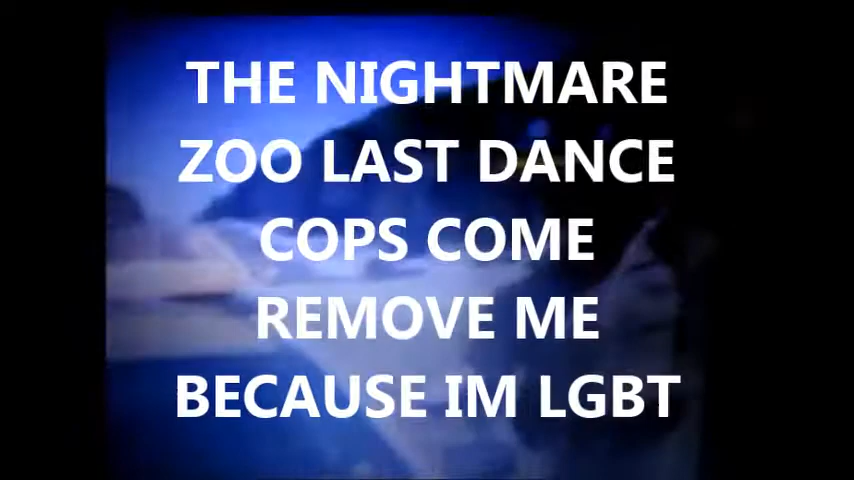 THE NIGHTMARE
ZOO LAST DANCE
COPS COME
REMOVE ME
BECAUSE IM LGBT